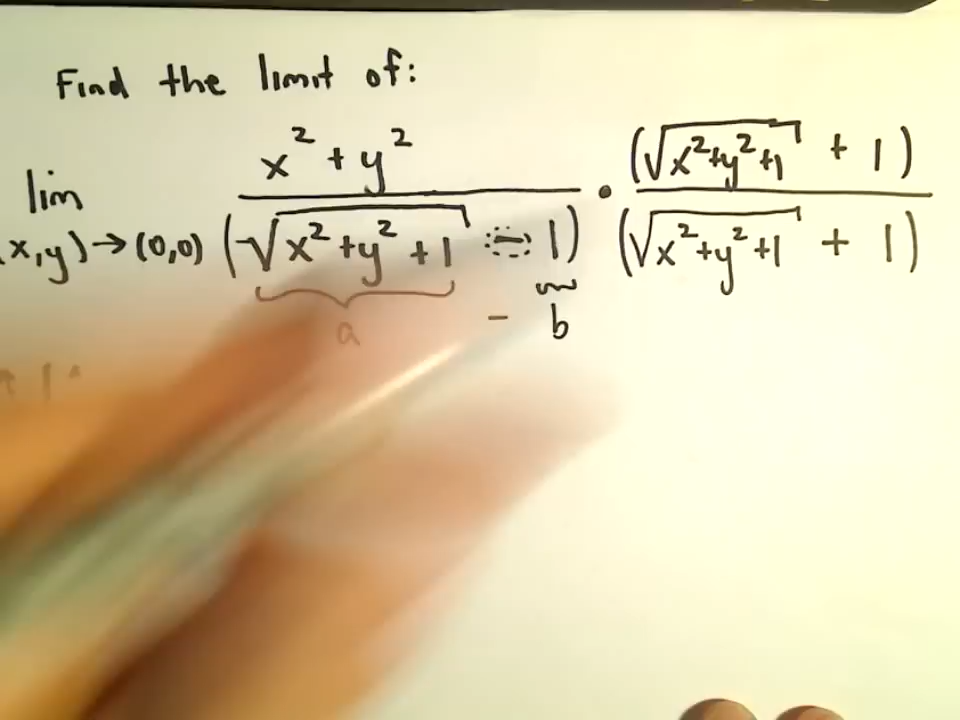 Find the limit of:
lim (x,y)→(0,0) (x² + y²) / (√(x² + y² + 1) − 1) • (√(x²+y²+1) + 1) / (√(x²+y²+1) + 1)
a − b